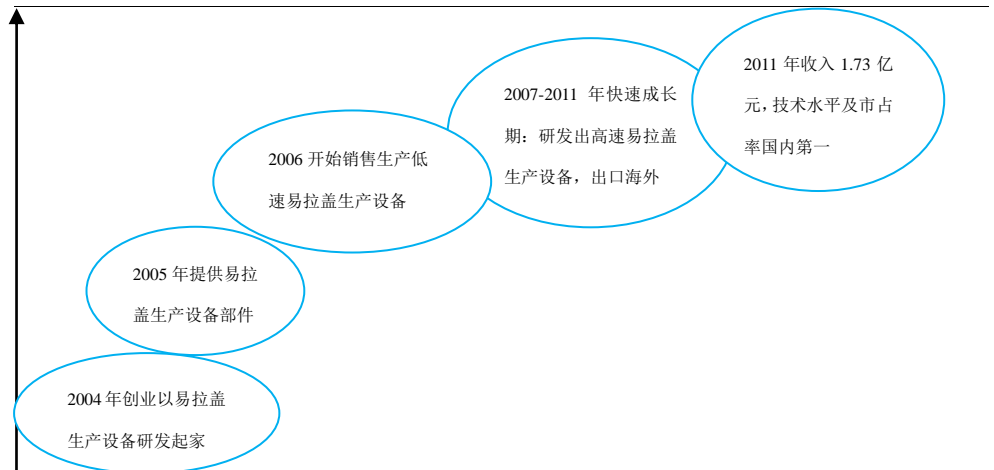 2011 年收入 1.73 亿
元，技术水平及市占
率国内第一
2007-2011 年快速成长
期：研发出高速易拉盖
生产设备，出口海外
2006 开始销售生产低
速易拉盖生产设备
2005 年提供易拉
盖生产设备部件
2004 年创业以易拉盖
生产设备研发起家